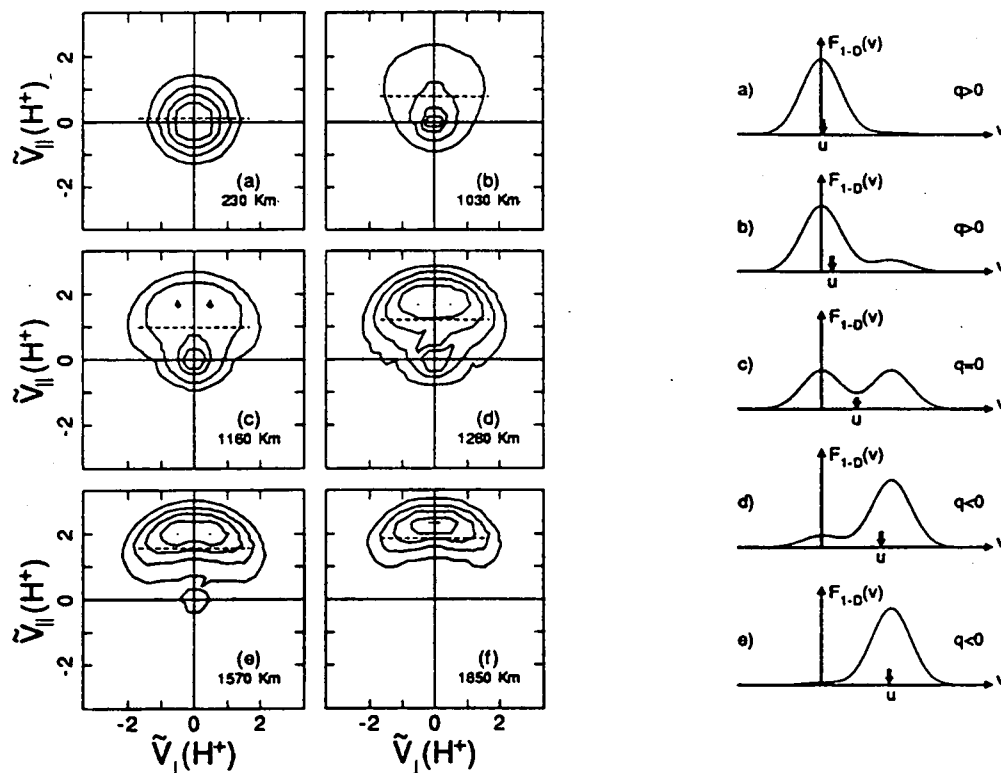 2
0
-2
Ṽ∥(H⁺)
(a)
230 Km
(b)
1030 Km
2
0
-2
Ṽ∥(H⁺)
(c)
1160 Km
(d)
1280 Km
2
0
-2
Ṽ∥(H⁺)
(e)
1570 Km
(f)
1850 Km
-2 0 2
-2 0 2
Ṽ⊥(H⁺)
Ṽ⊥(H⁺)
F₁₋D(v)
a)
q>0
v
u
F₁₋D(v)
b)
q>0
v
u
F₁₋D(v)
c)
q=0
v
u
F₁₋D(v)
d)
q<0
v
u
F₁₋D(v)
e)
q<0
v
u